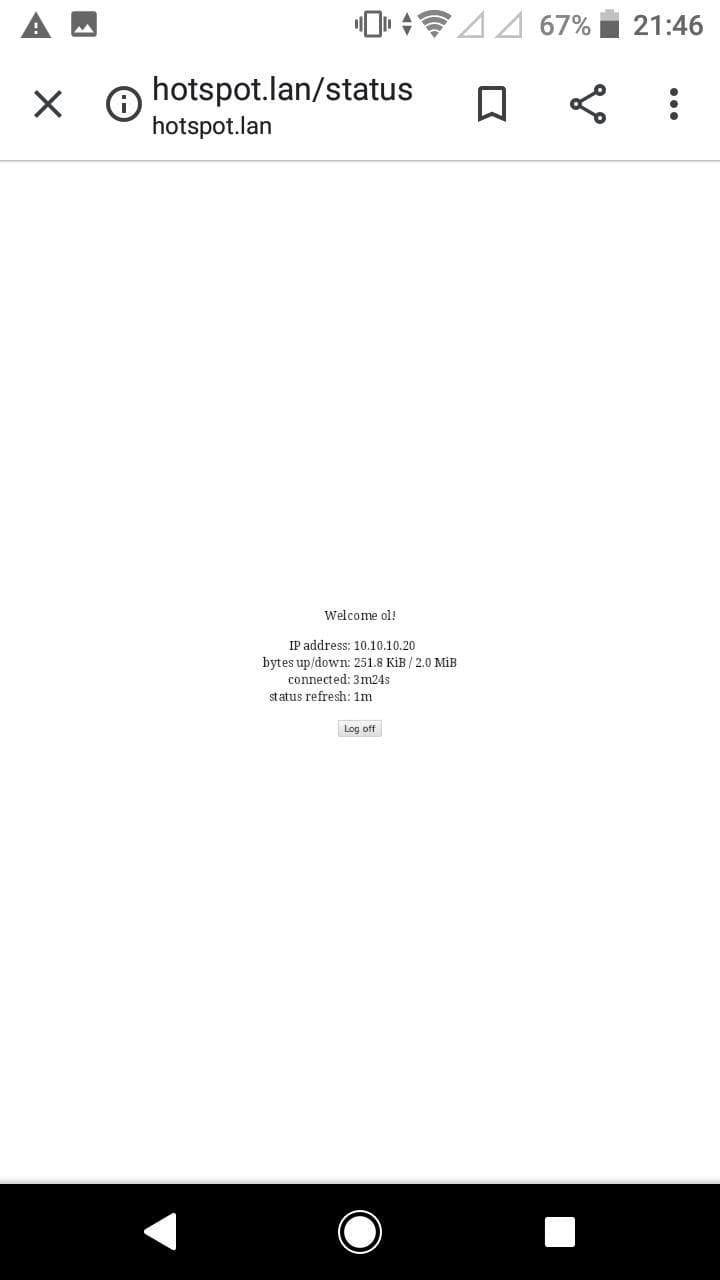 67% 21:46
hotspot.lan/status
hotspot.lan
Welcome ol!
IP address: 10.10.10.20
bytes up/down: 251.8 KiB / 2.0 MiB
connected: 3m24s
status refresh: 1m
Log off